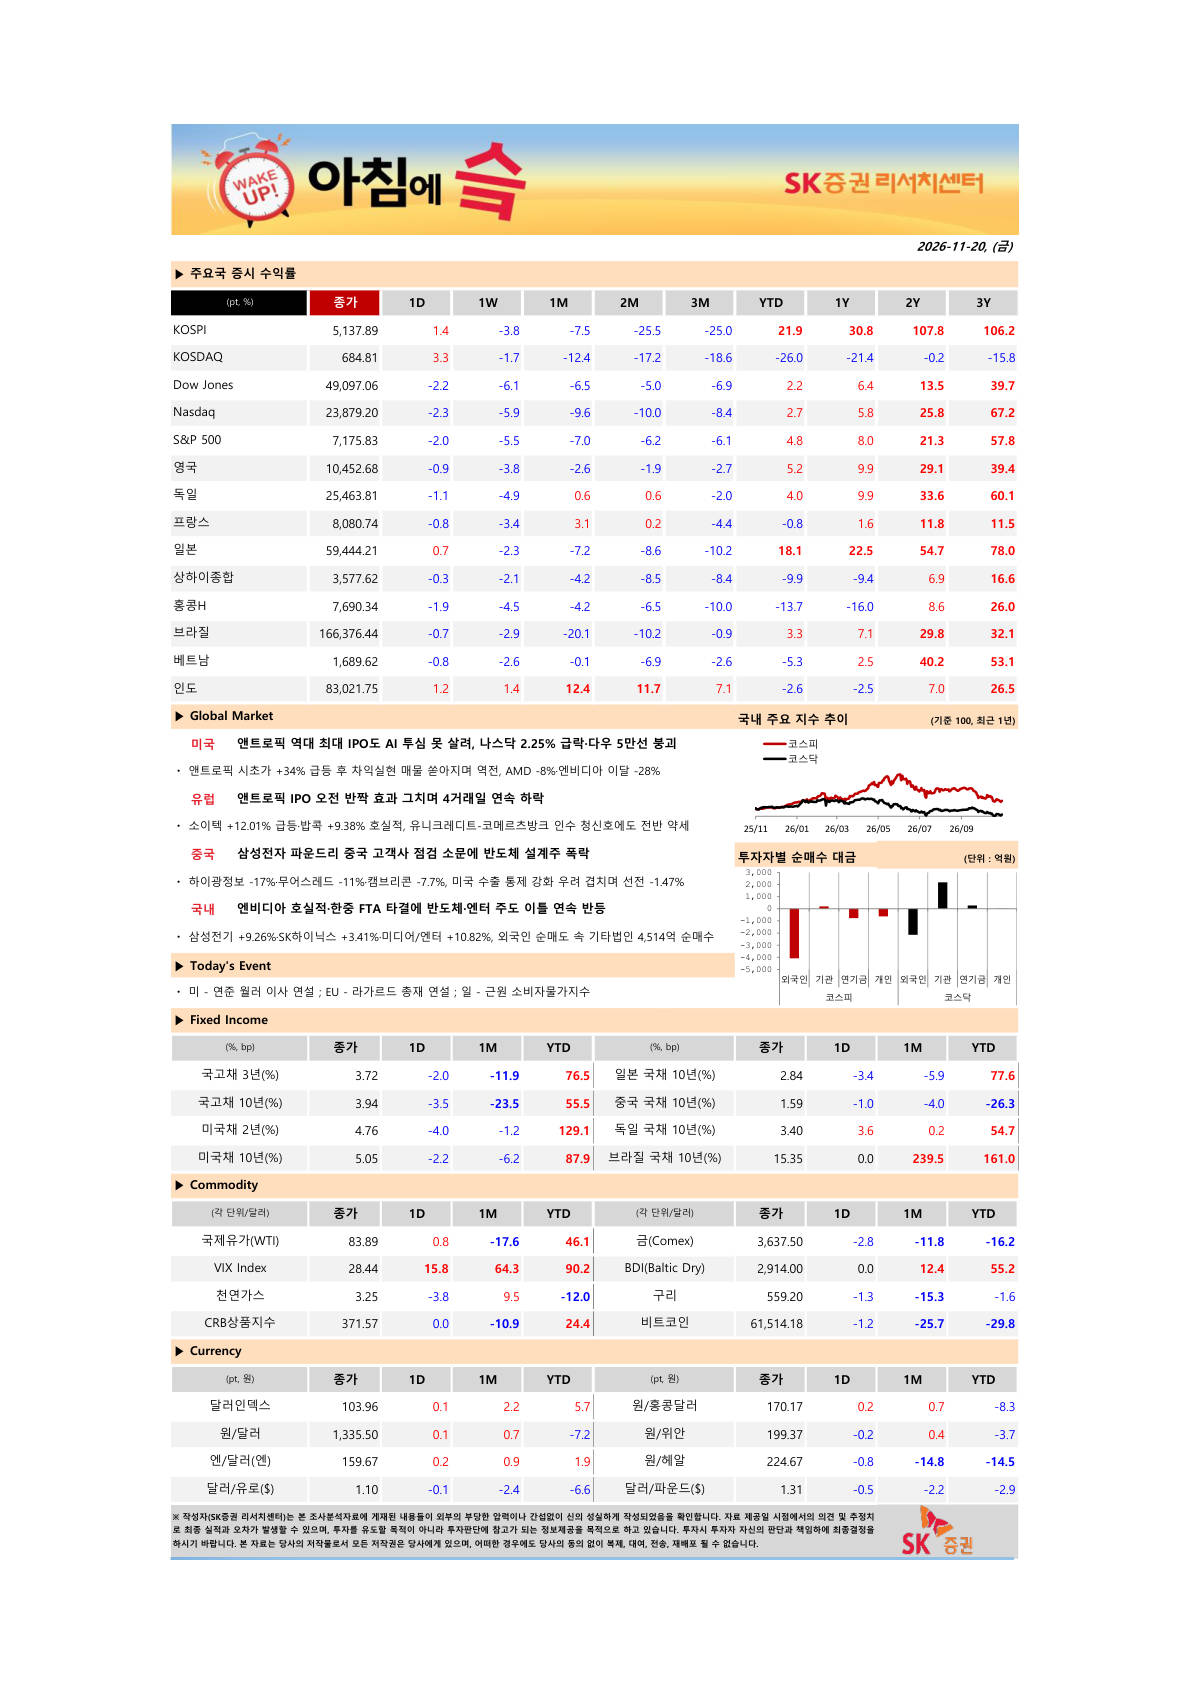 WAKE UP! 아침에 슥 SK증권 리서치센터
2026-11-20, (금)
▶ 주요국 증시 수익률
(pt, %) 종가 1D 1W 1M 2M 3M YTD 1Y 2Y 3Y
KOSPI 5,137.89 1.4 -3.8 -7.5 -25.5 -25.0 21.9 30.8 107.8 106.2
KOSDAQ 684.81 3.3 -1.7 -12.4 -17.2 -18.6 -26.0 -21.4 -0.2 -15.8
Dow Jones 49,097.06 -2.2 -6.1 -6.5 -5.0 -6.9 2.2 6.4 13.5 39.7
Nasdaq 23,879.20 -2.3 -5.9 -9.6 -10.0 -8.4 2.7 5.8 25.8 67.2
S&P 500 7,175.83 -2.0 -5.5 -7.0 -6.2 -6.1 4.8 8.0 21.3 57.8
영국 10,452.68 -0.9 -3.8 -2.6 -1.9 -2.7 5.2 9.9 29.1 39.4
독일 25,463.81 -1.1 -4.9 0.6 0.6 -2.0 4.0 9.9 33.6 60.1
프랑스 8,080.74 -0.8 -3.4 3.1 0.2 -4.4 -0.8 1.6 11.8 11.5
일본 59,444.21 0.7 -2.3 -7.2 -8.6 -10.2 18.1 22.5 54.7 78.0
상하이종합 3,577.62 -0.3 -2.1 -4.2 -8.5 -8.4 -9.9 -9.4 6.9 16.6
홍콩H 7,690.34 -1.9 -4.5 -4.2 -6.5 -10.0 -13.7 -16.0 8.6 26.0
브라질 166,376.44 -0.7 -2.9 -20.1 -10.2 -0.9 3.3 7.1 29.8 32.1
베트남 1,689.62 -0.8 -2.6 -0.1 -6.9 -2.6 -5.3 2.5 40.2 53.1
인도 83,021.75 1.2 1.4 12.4 11.7 7.1 -2.6 -2.5 7.0 26.5
▶ Global Market
미국 앤트로픽 역대 최대 IPO도 AI 투심 못 살려, 나스닥 2.25% 급락·다우 5만선 붕괴
· 앤트로픽 시초가 +34% 급등 후 차익실현 매물 쏟아지며 역전, AMD -8%·엔비디아 이달 -28%
유럽 앤트로픽 IPO 오전 반짝 효과 그치며 4거래일 연속 하락
· 소이텍 +12.01% 급등·밥콕 +9.38% 호실적, 유니크레디트-코메르츠방크 인수 청신호에도 전반 약세
중국 삼성전자 파운드리 중국 고객사 점검 소문에 반도체 설계주 폭락
· 하이광정보 -17%·무어스레드 -11%·캠브리콘 -7.7%, 미국 수출 통제 강화 우려 겹치며 선전 -1.47%
국내 엔비디아 호실적·한중 FTA 타결에 반도체·엔터 주도 이틀 연속 반등
· 삼성전기 +9.26%·SK하이닉스 +3.41%·미디어/엔터 +10.82%, 외국인 순매도 속 기타법인 4,514억 순매수
▶ Today's Event
· 미 - 연준 월러 이사 연설 ; EU - 라가르드 총재 연설 ; 일 - 근원 소비자물가지수
국내 주요 지수 추이 (기준 100, 최근 1년)
코스피
코스닥
25/11 26/01 26/03 26/05 26/07 26/09
투자자별 순매수 대금 (단위 : 억원)
3,000
2,000
1,000
0
-1,000
-2,000
-3,000
-4,000
-5,000
외국인 기관 연기금 개인 외국인 기관 연기금 개인
코스피 코스닥
▶ Fixed Income
(%, bp) 종가 1D 1M YTD (%, bp) 종가 1D 1M YTD
국고채 3년(%) 3.72 -2.0 -11.9 76.5 일본 국채 10년(%) 2.84 -3.4 -5.9 77.6
국고채 10년(%) 3.94 -3.5 -23.5 55.5 중국 국채 10년(%) 1.59 -1.0 -4.0 -26.3
미국채 2년(%) 4.76 -4.0 -1.2 129.1 독일 국채 10년(%) 3.40 3.6 0.2 54.7
미국채 10년(%) 5.05 -2.2 -6.2 87.9 브라질 국채 10년(%) 15.35 0.0 239.5 161.0
▶ Commodity
(각 단위/달러) 종가 1D 1M YTD (각 단위/달러) 종가 1D 1M YTD
국제유가(WTI) 83.89 0.8 -17.6 46.1 금(Comex) 3,637.50 -2.8 -11.8 -16.2
VIX Index 28.44 15.8 64.3 90.2 BDI(Baltic Dry) 2,914.00 0.0 12.4 55.2
천연가스 3.25 -3.8 9.5 -12.0 구리 559.20 -1.3 -15.3 -1.6
CRB상품지수 371.57 0.0 -10.9 24.4 비트코인 61,514.18 -1.2 -25.7 -29.8
▶ Currency
(pt, 원) 종가 1D 1M YTD (pt, 원) 종가 1D 1M YTD
달러인덱스 103.96 0.1 2.2 5.7 원/홍콩달러 170.17 0.2 0.7 -8.3
원/달러 1,335.50 0.1 0.7 -7.2 원/위안 199.37 -0.2 0.4 -3.7
엔/달러(엔) 159.67 0.2 0.9 1.9 원/헤알 224.67 -0.8 -14.8 -14.5
달러/유로($) 1.10 -0.1 -2.4 -6.6 달러/파운드($) 1.31 -0.5 -2.2 -2.9
※ 작성자(SK증권 리서치센터)는 본 조사분석자료에 게재된 내용들이 외부의 부당한 압력이나 간섭없이 신의 성실하게 작성되었음을 확인합니다. 자료 제공일 시점에서의 의견 및 추정치
로 최종 실적과 오차가 발생할 수 있으며, 투자를 유도할 목적이 아니라 투자판단에 참고가 되는 정보제공을 목적으로 하고 있습니다. 투자시 투자자 자신의 판단과 책임하에 최종결정을
하시기 바랍니다. 본 자료는 당사의 저작물로서 모든 저작권은 당사에게 있으며, 어떠한 경우에도 당사의 동의 없이 복제, 대여, 전송, 재배포 될 수 없습니다.
SK 증권